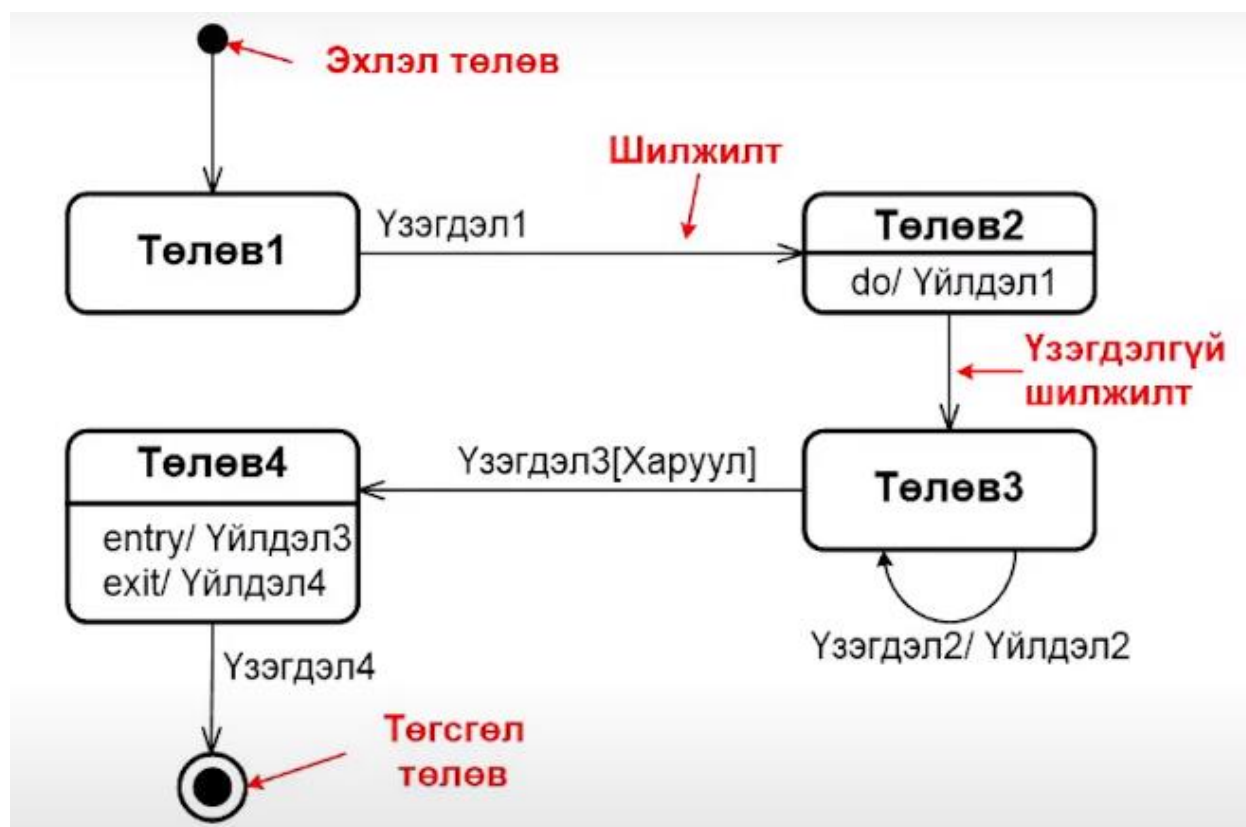 Эхлэл төлөв
Шилжилт
Төлөв1
Үзэгдэл1
Төлөв2
do/ Үйлдэл1
Үзэгдэлгүй
шилжилт
Төлөв4
entry/ Үйлдэл3
exit/ Үйлдэл4
Үзэгдэл3[Харуул]
Төлөв3
Үзэгдэл2/ Үйлдэл2
Үзэгдэл4
Төгсгөл
төлөв